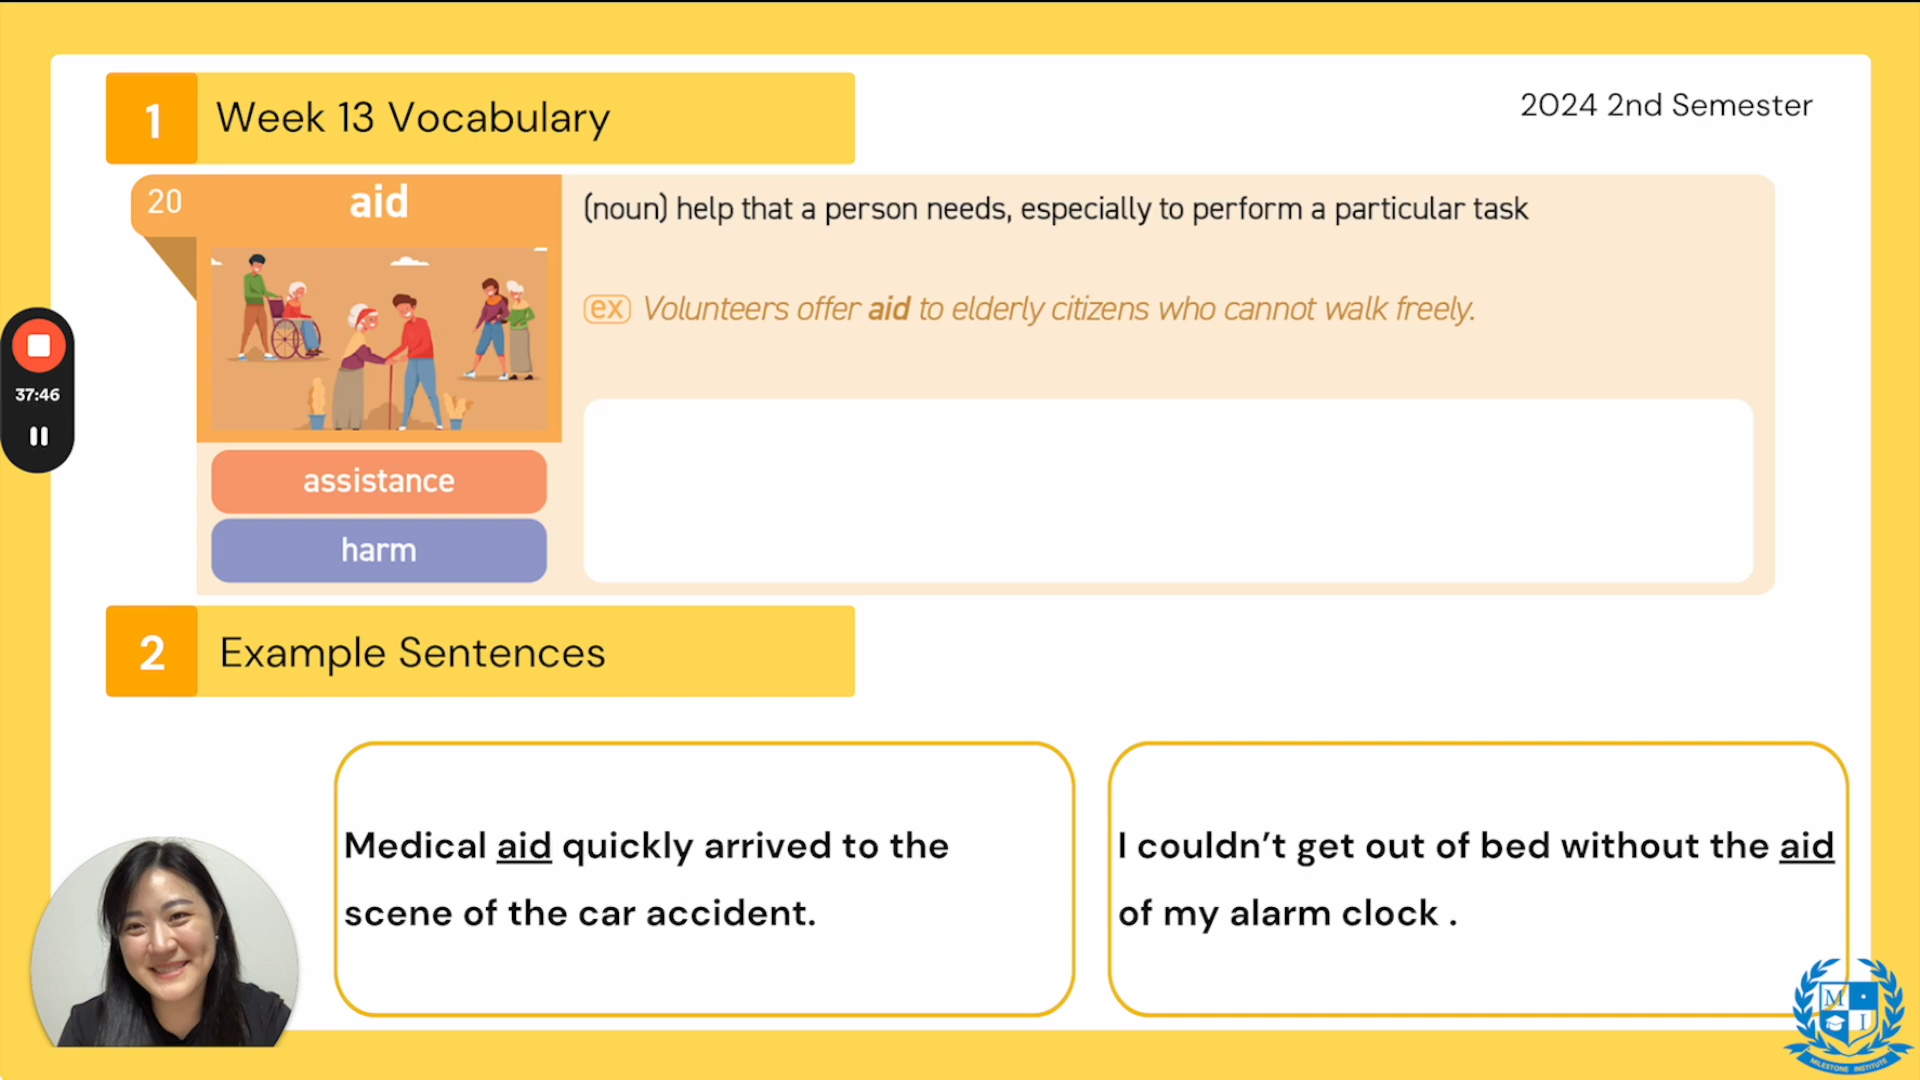 1 Week 13 Vocabulary
2024 2nd Semester
20
aid
(noun) help that a person needs, especially to perform a particular task
ex Volunteers offer aid to elderly citizens who cannot walk freely.
37:46
assistance
harm
2 Example Sentences
Medical aid quickly arrived to the
scene of the car accident.
I couldn’t get out of bed without the aid
of my alarm clock .
M
I
MILESTONE INSTITUTE